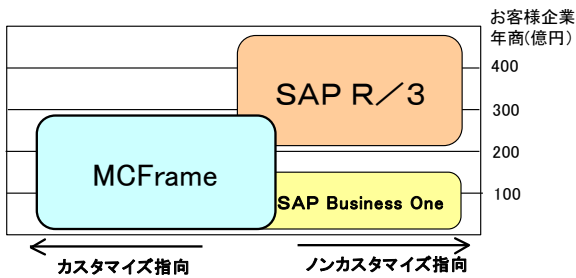 お客様企業
年商(億円)
400
SAP R／3
300
200
MCFrame
100
SAP Business One
カスタマイズ指向
ノンカスタマイズ指向